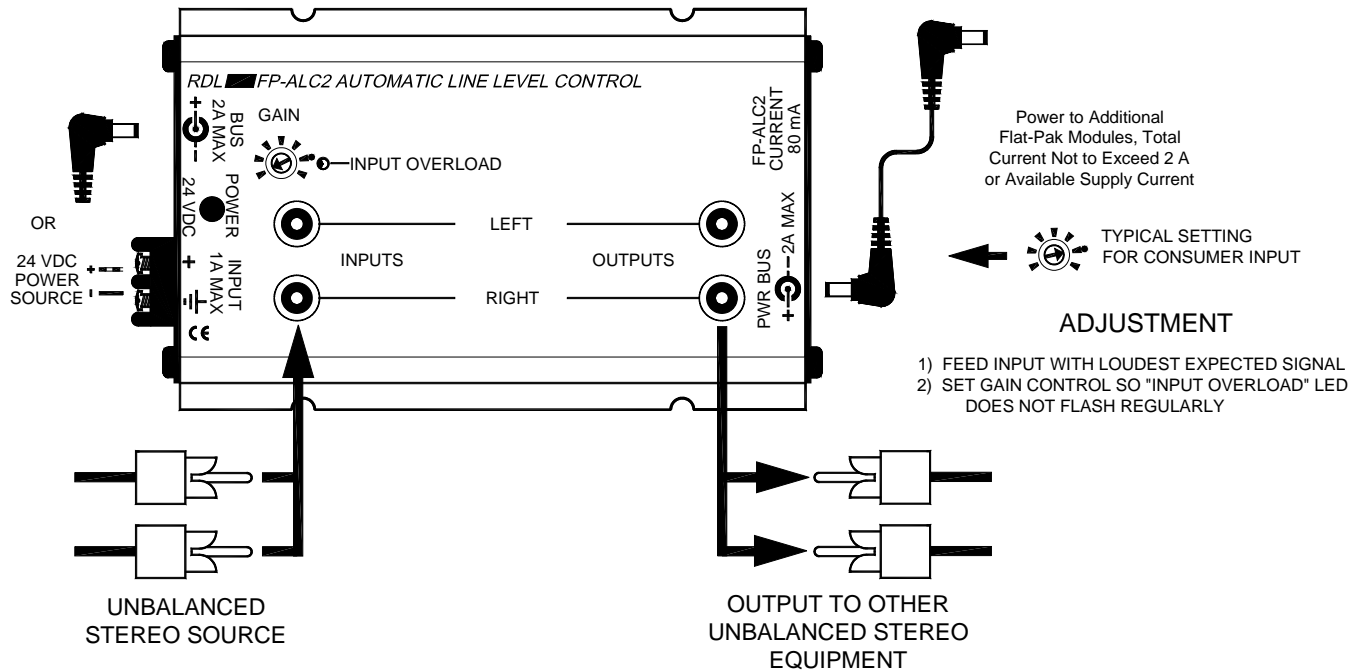 RDL FP-ALC2 AUTOMATIC LINE LEVEL CONTROL
+ -
BUS
2A MAX
GAIN
INPUT OVERLOAD
POWER
24 VDC
INPUT
1A MAX
+
CE
LEFT
INPUTS
OUTPUTS
RIGHT
FP-ALC2
CURRENT
80 mA
PWR BUS
+ - 2A MAX
OR
24 VDC
POWER
SOURCE
+
-
Power to Additional
Flat-Pak Modules, Total
Current Not to Exceed 2 A
or Available Supply Current
TYPICAL SETTING
FOR CONSUMER INPUT
ADJUSTMENT
1) FEED INPUT WITH LOUDEST EXPECTED SIGNAL
2) SET GAIN CONTROL SO "INPUT OVERLOAD" LED
DOES NOT FLASH REGULARLY
UNBALANCED
STEREO SOURCE
OUTPUT TO OTHER
UNBALANCED STEREO
EQUIPMENT